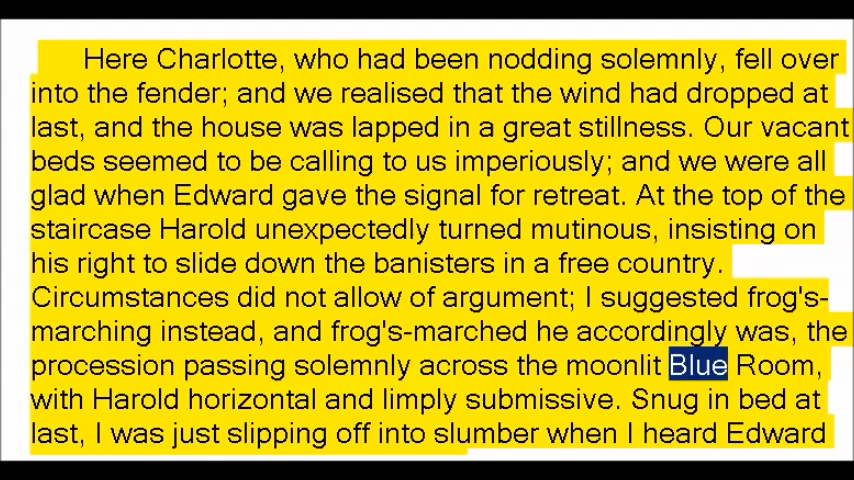 Here Charlotte, who had been nodding solemnly, fell over
into the fender; and we realised that the wind had dropped at
last, and the house was lapped in a great stillness. Our vacant
beds seemed to be calling to us imperiously; and we were all
glad when Edward gave the signal for retreat. At the top of the
staircase Harold unexpectedly turned mutinous, insisting on
his right to slide down the banisters in a free country.
Circumstances did not allow of argument; I suggested frog's-
marching instead, and frog's-marched he accordingly was, the
procession passing solemnly across the moonlit Blue Room,
with Harold horizontal and limply submissive. Snug in bed at
last, I was just slipping off into slumber when I heard Edward